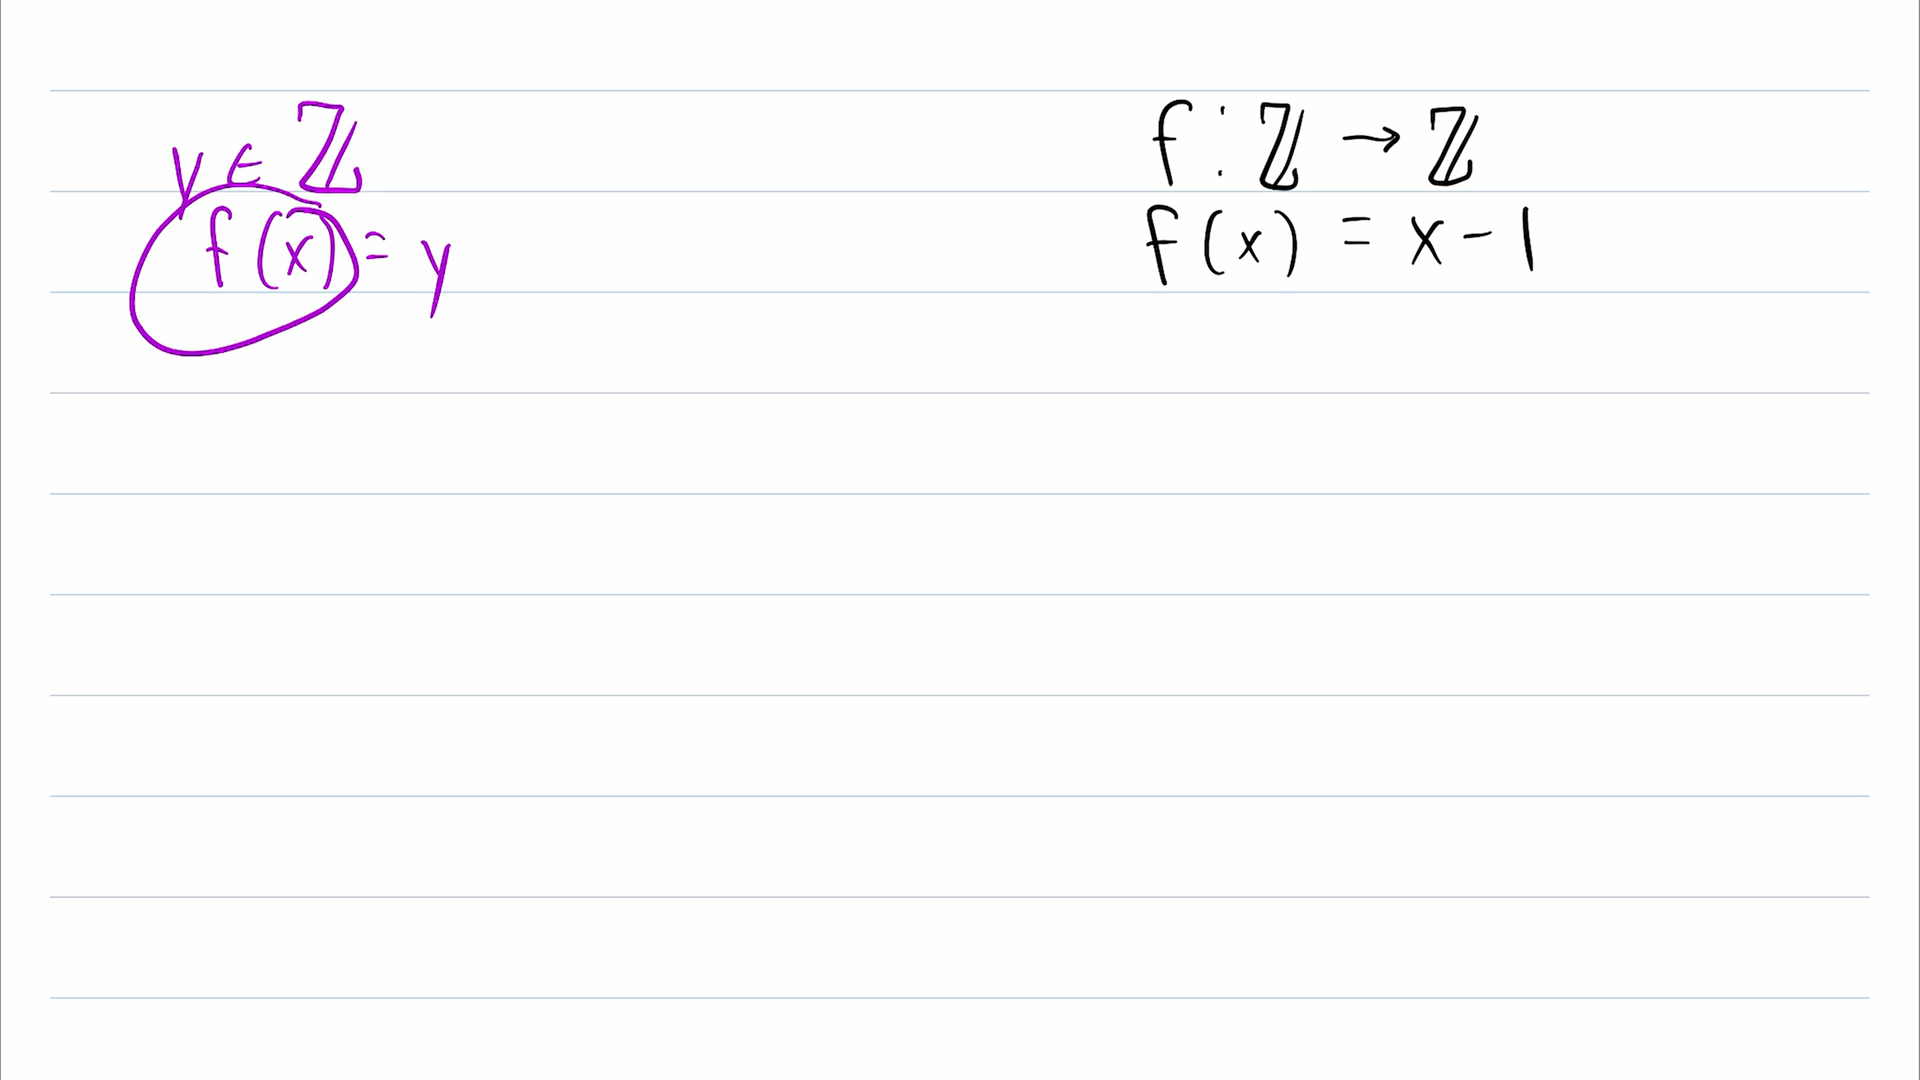 y ∈ ℤ
f(x) = y
f : ℤ → ℤ
f(x) = x - 1